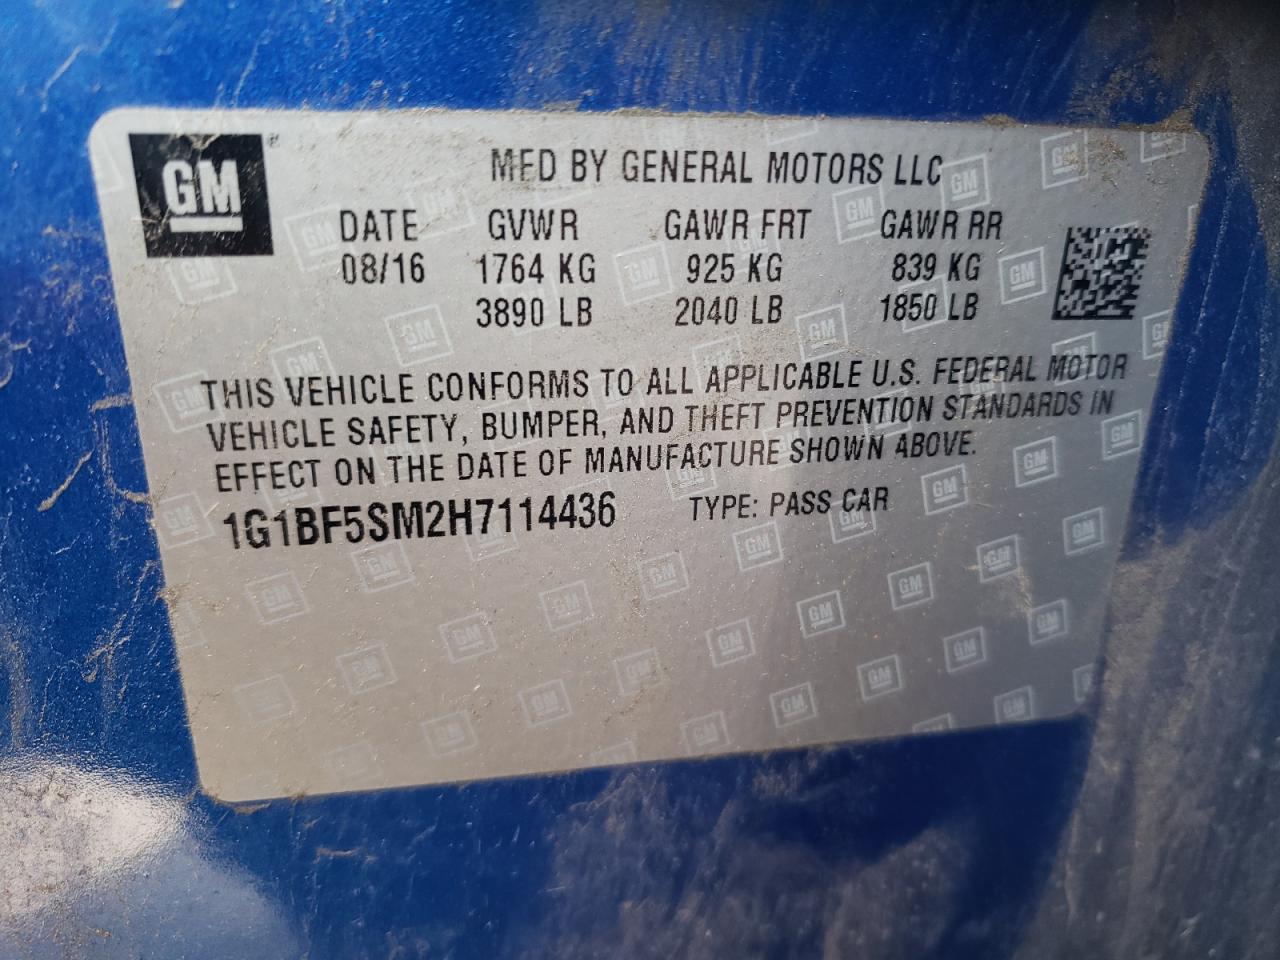 GM ®
MFD BY GENERAL MOTORS LLC
DATE GVWR GAWR FRT GAWR RR
08/16 1764 KG 925 KG 839 KG
3890 LB 2040 LB 1850 LB
THIS VEHICLE CONFORMS TO ALL APPLICABLE U.S. FEDERAL MOTOR
VEHICLE SAFETY, BUMPER, AND THEFT PREVENTION STANDARDS IN
EFFECT ON THE DATE OF MANUFACTURE SHOWN ABOVE.
1G1BF5SM2H7114436 TYPE: PASS CAR